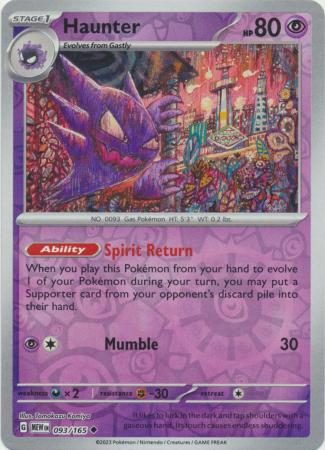 STAGE 1
Haunter
HP 80
Evolves from Gastly
NO. 0093 Gas Pokémon HT: 5'3" WT: 0.2 lbs.
Ability Spirit Return
When you play this Pokémon from your hand to evolve
1 of your Pokémon during your turn, you may put a
Supporter card from your opponent's discard pile into
their hand.
Mumble 30
weakness ×2 resistance -30 retreat
Illus. Tomokazu Komiya
G MEW EN 093/165
It likes to lurk in the dark and tap shoulders with a
gaseous hand. Its touch causes endless shuddering.
©2023 Pokémon / Nintendo / Creatures / GAME FREAK